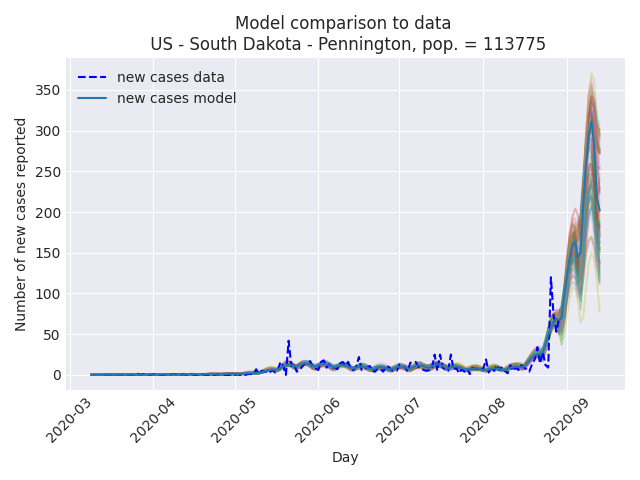 Model comparison to data
US - South Dakota - Pennington, pop. = 113775
new cases data
new cases model
Number of new cases reported
350
300
250
200
150
100
50
0
2020-03
2020-04
2020-05
2020-06
2020-07
2020-08
2020-09
Day